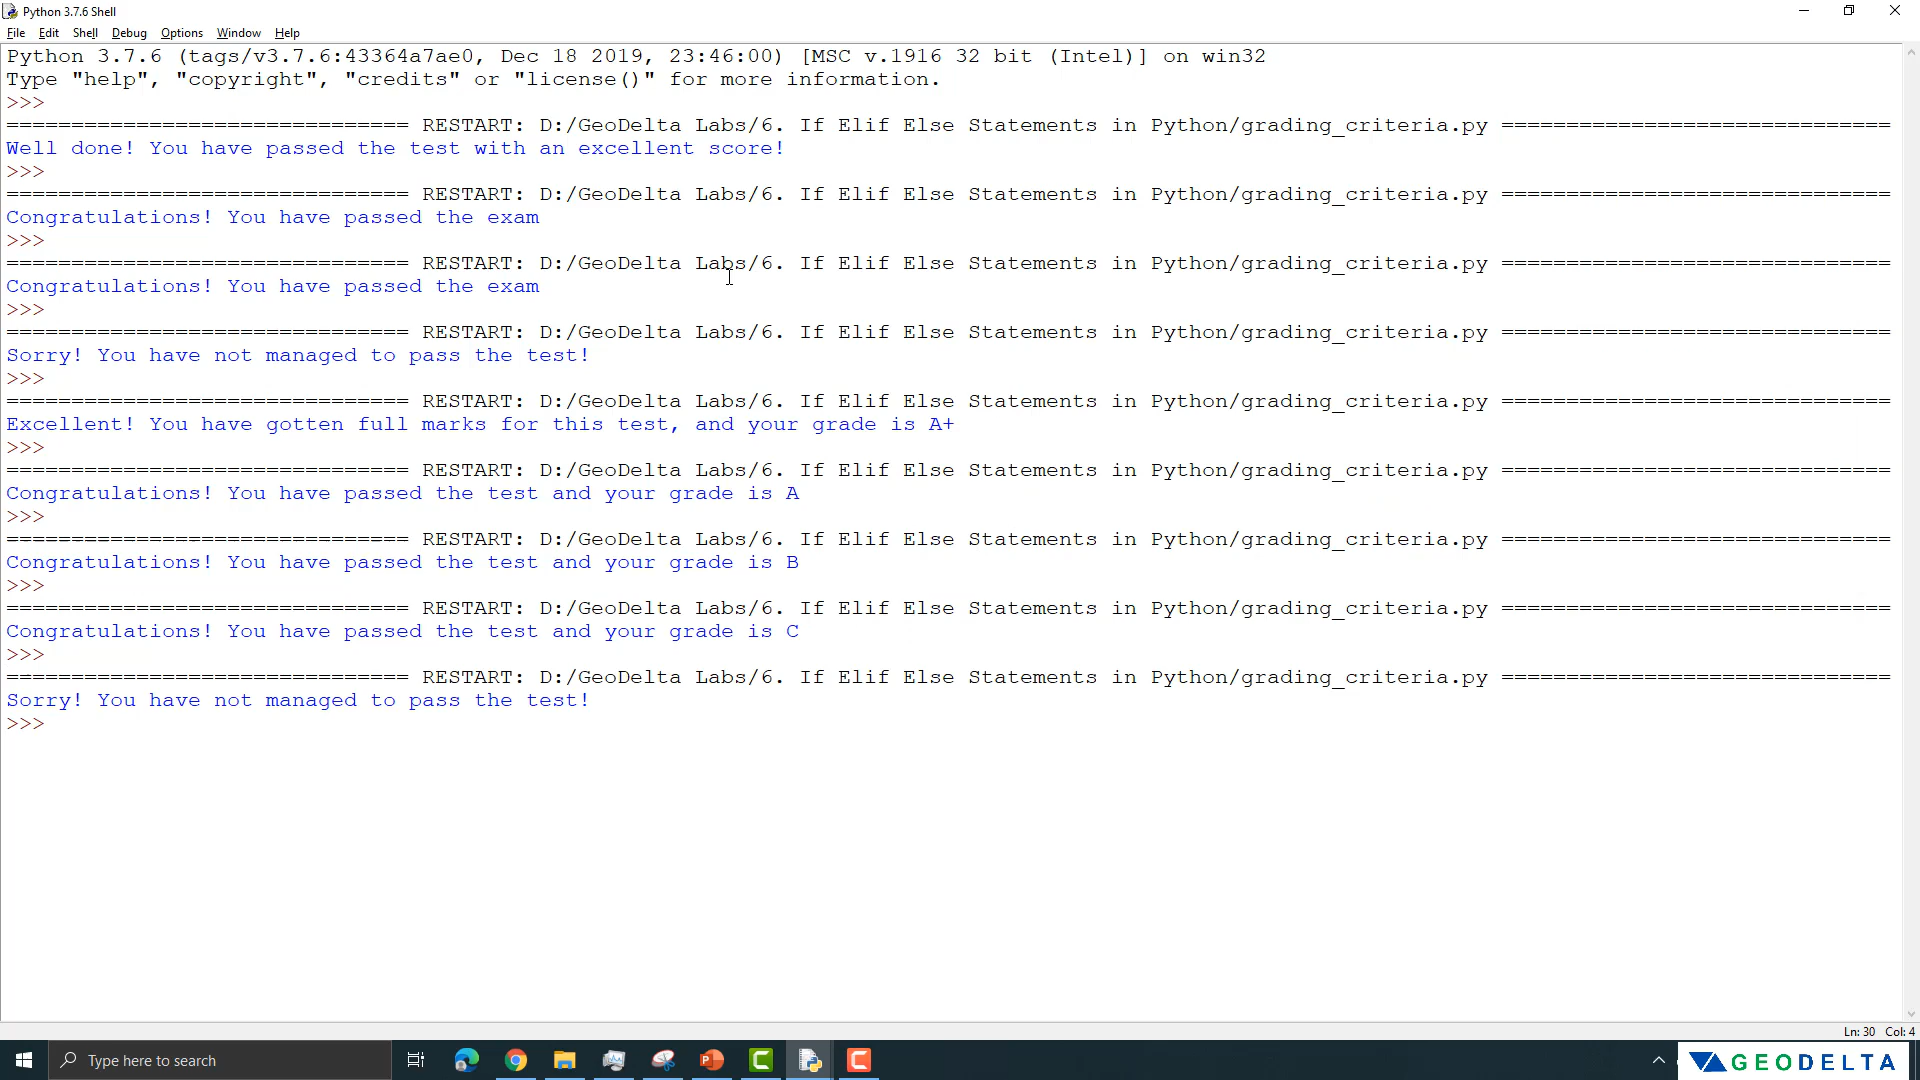 Python 3.7.6 Shell
File Edit Shell Debug Options Window Help
Python 3.7.6 (tags/v3.7.6:43364a7ae0, Dec 18 2019, 23:46:00) [MSC v.1916 32 bit (Intel)] on win32
Type "help", "copyright", "credits" or "license()" for more information.
>>>
=============================== RESTART: D:/GeoDelta Labs/6. If Elif Else Statements in Python/grading_criteria.py ==============================
Well done! You have passed the test with an excellent score!
>>>
=============================== RESTART: D:/GeoDelta Labs/6. If Elif Else Statements in Python/grading_criteria.py ==============================
Congratulations! You have passed the exam
>>>
=============================== RESTART: D:/GeoDelta Labs/6. If Elif Else Statements in Python/grading_criteria.py ==============================
Congratulations! You have passed the exam
>>>
=============================== RESTART: D:/GeoDelta Labs/6. If Elif Else Statements in Python/grading_criteria.py ==============================
Sorry! You have not managed to pass the test!
>>>
=============================== RESTART: D:/GeoDelta Labs/6. If Elif Else Statements in Python/grading_criteria.py ==============================
Excellent! You have gotten full marks for this test, and your grade is A+
>>>
=============================== RESTART: D:/GeoDelta Labs/6. If Elif Else Statements in Python/grading_criteria.py ==============================
Congratulations! You have passed the test and your grade is A
>>>
=============================== RESTART: D:/GeoDelta Labs/6. If Elif Else Statements in Python/grading_criteria.py ==============================
Congratulations! You have passed the test and your grade is B
>>>
=============================== RESTART: D:/GeoDelta Labs/6. If Elif Else Statements in Python/grading_criteria.py ==============================
Congratulations! You have passed the test and your grade is C
>>>
=============================== RESTART: D:/GeoDelta Labs/6. If Elif Else Statements in Python/grading_criteria.py ==============================
Sorry! You have not managed to pass the test!
>>>
Ln: 30 Col: 4
Type here to search
GEODELTA